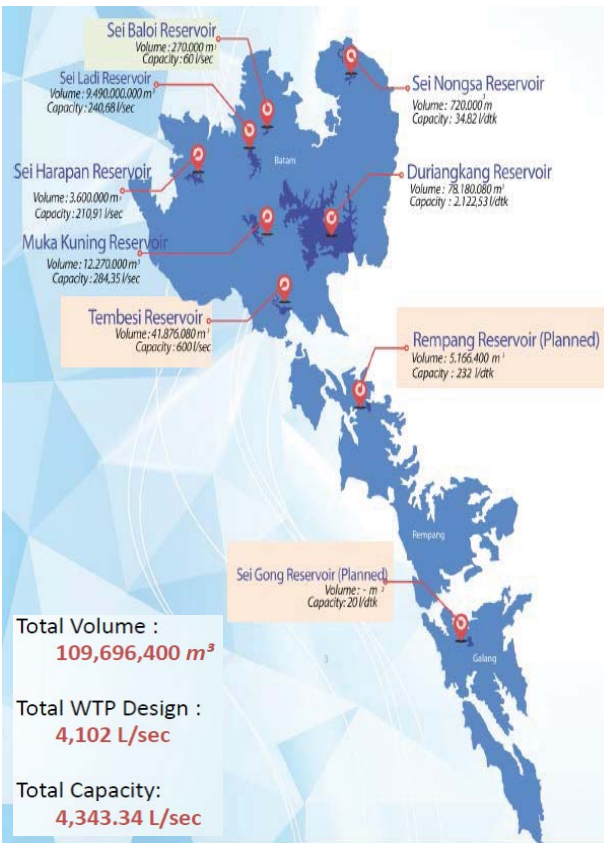 Sei Baloi Reservoir
Volume : 270.000 m³
Capacity : 60 l/sec
Sei Ladi Reservoir
Volume : 9.490.000.000 m³
Capacity : 240,68 l/sec
Sei Nongsa Reservoir
Volume : 720.000 m³
Capacity : 34.82 l/dtk
Sei Harapan Reservoir
Volume : 3.600.000 m³
Capacity : 210,91 l/sec
Batam
Duriangkang Reservoir
Volume : 78.180.080 m³
Capacity : 2.122,53 l/dtk
Muka Kuning Reservoir
Volume : 12.270.000 m³
Capacity : 284,35 l/sec
Tembesi Reservoir
Volume : 41.876.080 m³
Capacity : 600 l/sec
Rempang Reservoir (Planned)
Volume : 5.166.400 m³
Capacity : 232 l/dtk
Rempang
Sei Gong Reservoir (Planned)
Volume : - m³
Capacity: 20 l/dtk
Galang
3
Total Volume :
109,696,400 m³
Total WTP Design :
4,102 L/sec
Total Capacity:
4,343.34 L/sec